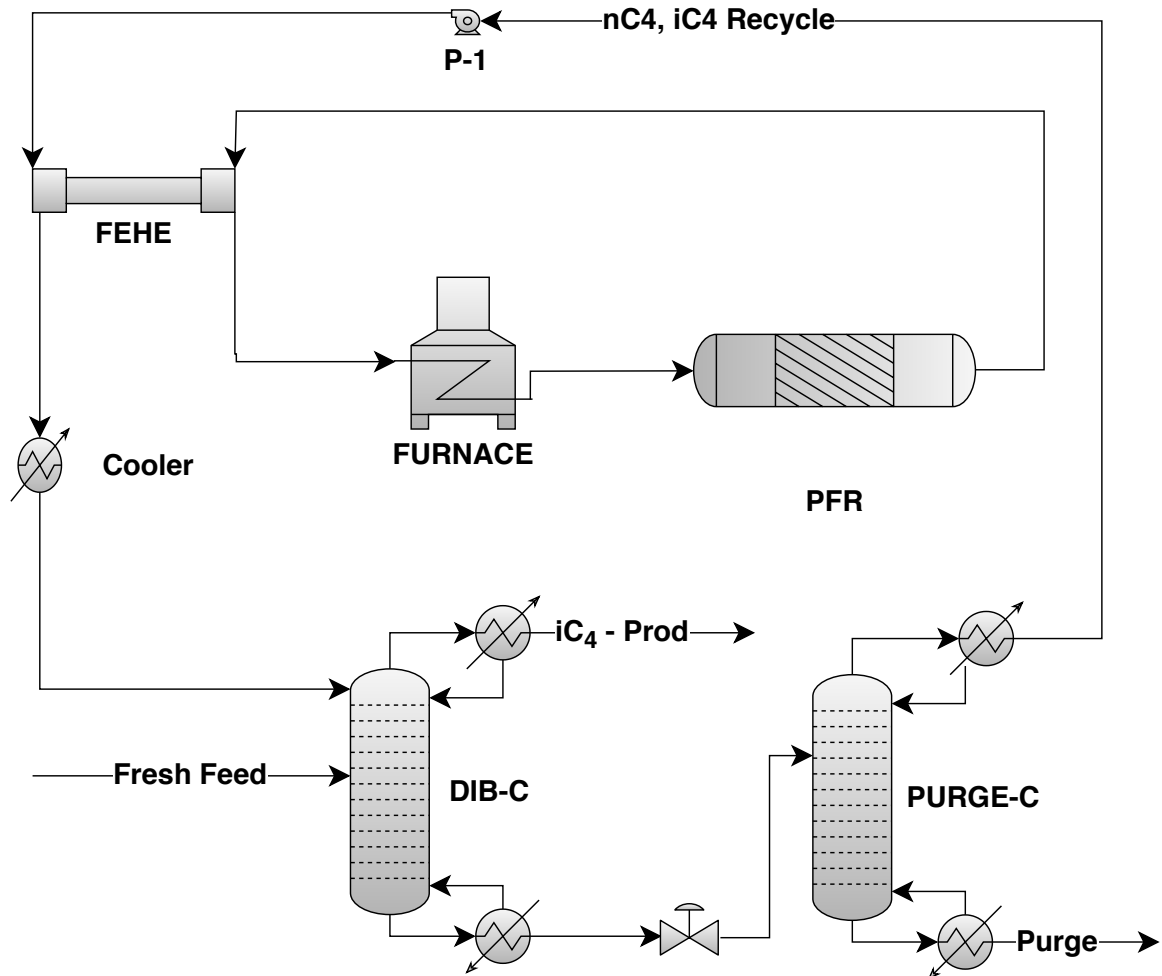 nC4, iC4 Recycle
P-1
FEHE
FURNACE
Cooler
PFR
iC₄ - Prod
Fresh Feed
DIB-C
PURGE-C
Purge